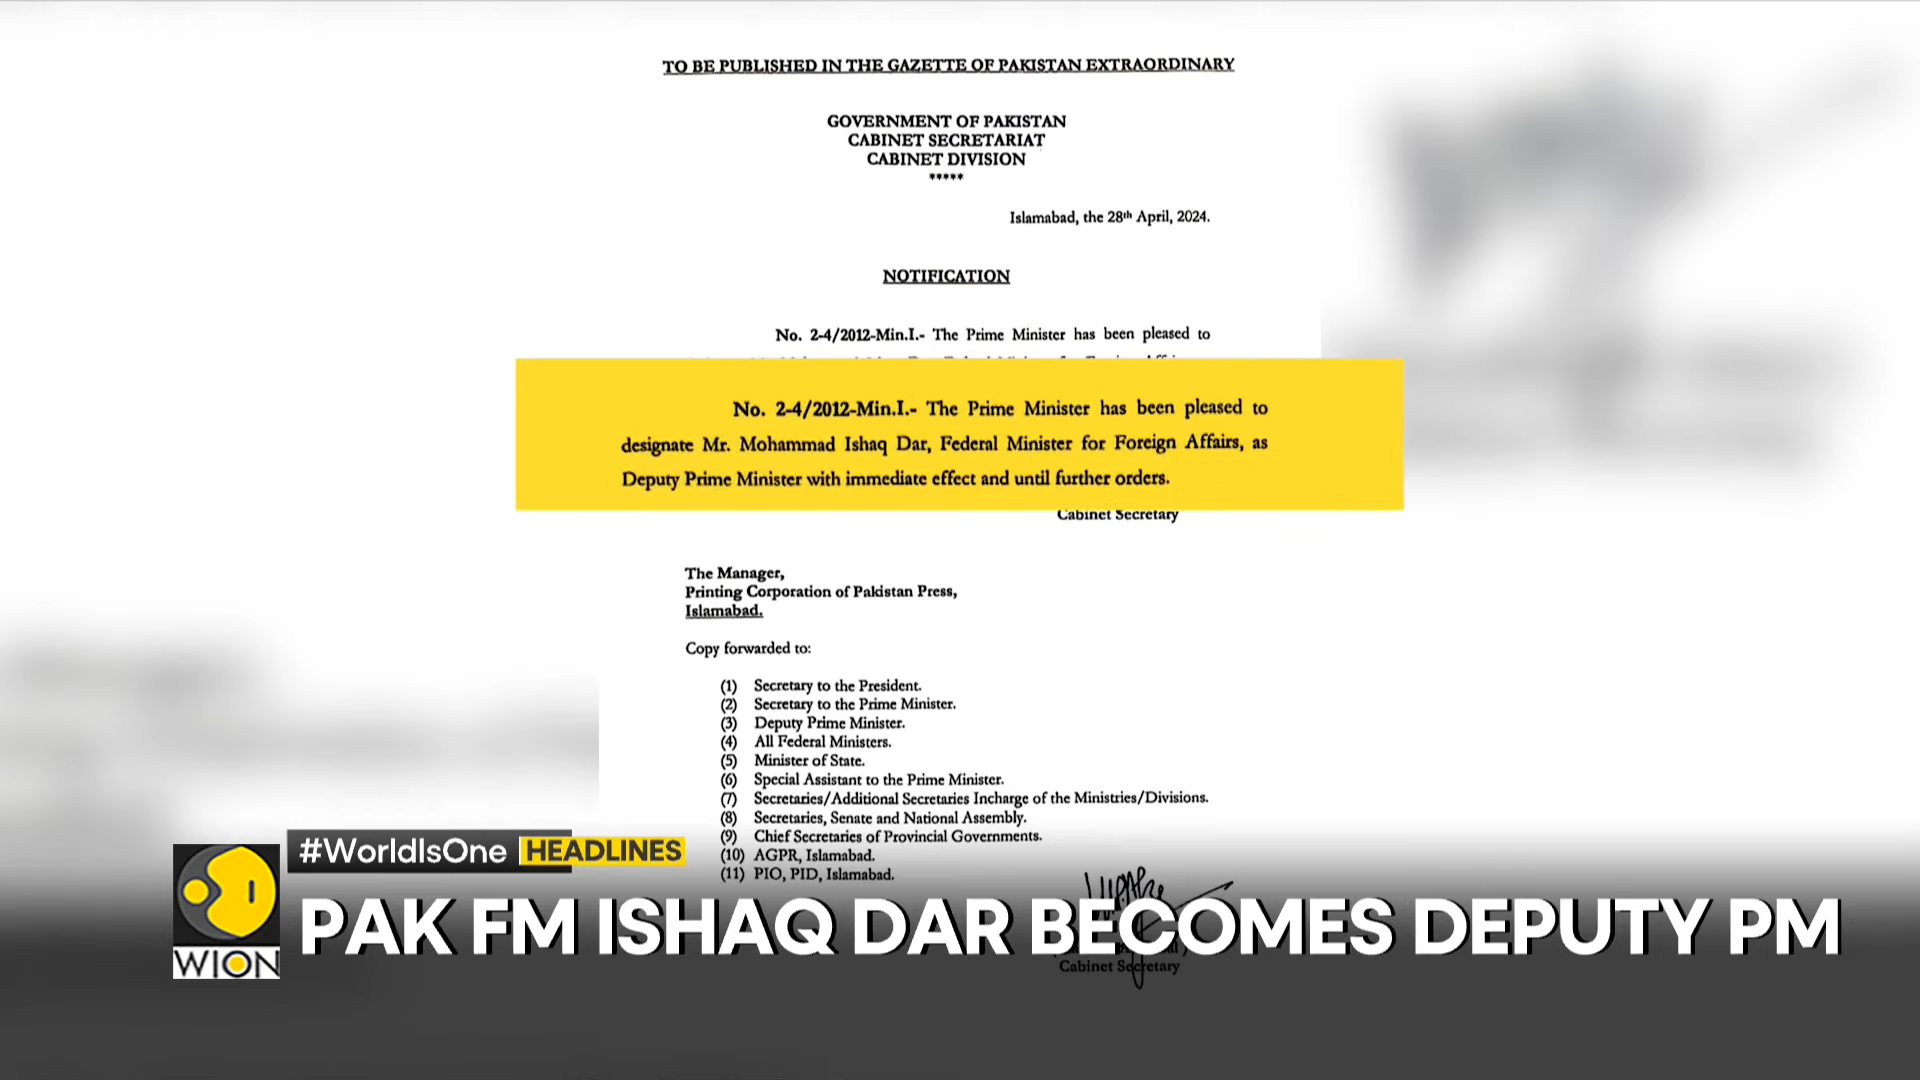 TO BE PUBLISHED IN THE GAZETTE OF PAKISTAN EXTRAORDINARY
GOVERNMENT OF PAKISTAN
CABINET SECRETARIAT
CABINET DIVISION
*****
Islamabad, the 28th April, 2024.
NOTIFICATION
No. 2-4/2012-Min.I.- The Prime Minister has been pleased to
No. 2-4/2012-Min.I.- The Prime Minister has been pleased to
designate Mr. Mohammad Ishaq Dar, Federal Minister for Foreign Affairs, as
Deputy Prime Minister with immediate effect and until further orders.
Cabinet Secretary
The Manager,
Printing Corporation of Pakistan Press,
Islamabad.
Copy forwarded to:
(1) Secretary to the President.
(2) Secretary to the Prime Minister.
(3) Deputy Prime Minister.
(4) All Federal Ministers.
(5) Minister of State.
(6) Special Assistant to the Prime Minister.
(7) Secretaries/Additional Secretaries Incharge of the Ministries/Divisions.
(8) Secretaries, Senate and National Assembly.
(9) Chief Secretaries of Provincial Governments.
(10) AGPR, Islamabad.
(11) PIO, PID, Islamabad.
#WorldIsOne HEADLINES
PAK FM ISHAQ DAR BECOMES DEPUTY PM
WION
Cabinet Secretary